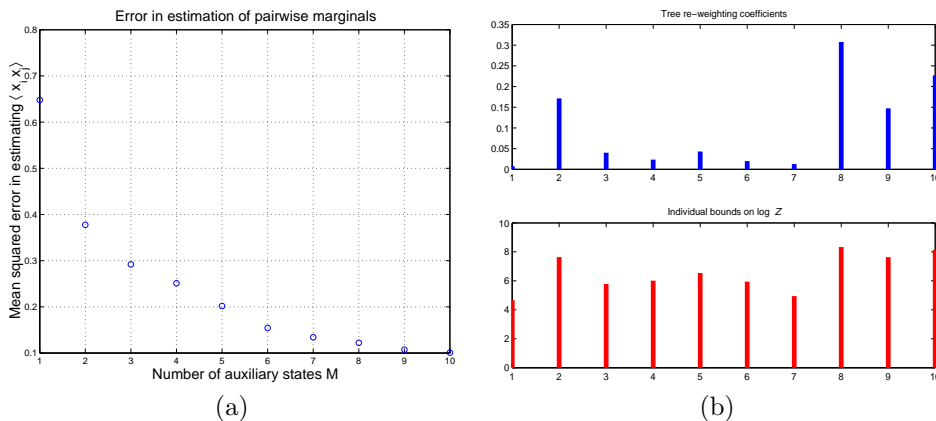 Error in estimation of pairwise marginals
0.8
0.7
0.6
0.5
0.4
0.3
0.2
0.1
Mean squared error in estimating ⟨ x_i x_j⟩
1 2 3 4 5 6 7 8 9 10
Number of auxiliary states M
(a)
Tree re-weighting coefficients
0.35
0.3
0.25
0.2
0.15
0.1
0.05
0
1 2 3 4 5 6 7 8 9 10
Individual bounds on log Z
10
8
6
4
2
0
1 2 3 4 5 6 7 8 9 10
(b)